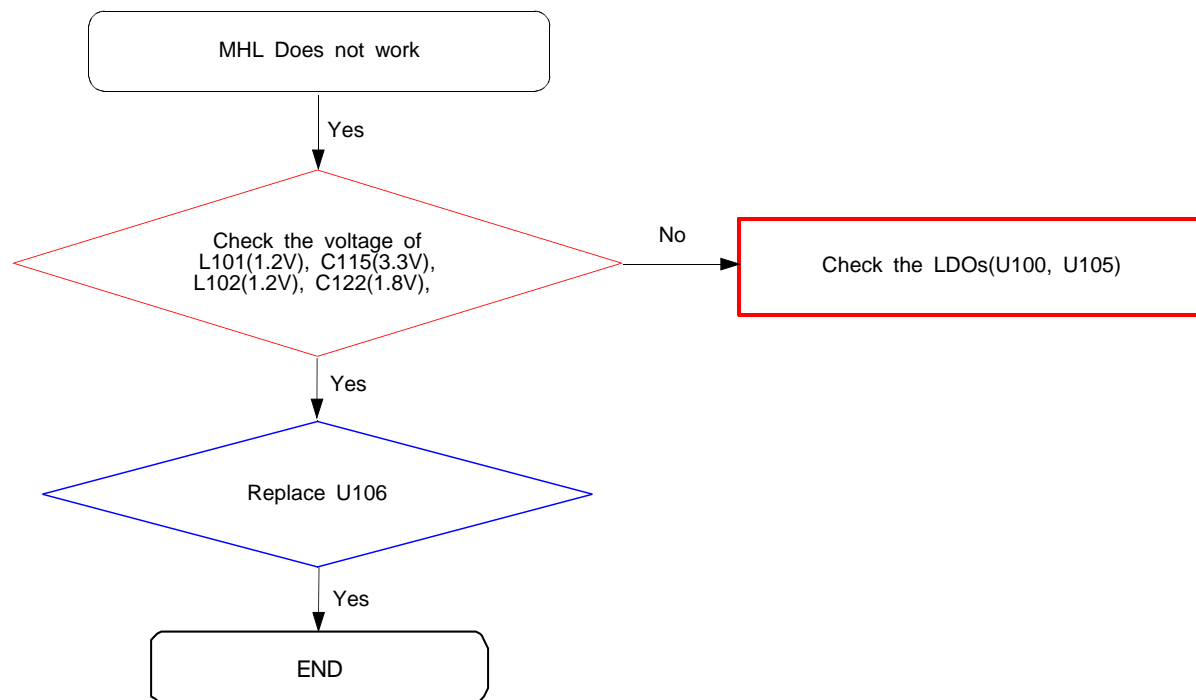 MHL Does not work
Yes
Check the voltage of
L101(1.2V), C115(3.3V),
L102(1.2V), C122(1.8V),
No
Check the LDOs(U100, U105)
Yes
Replace U106
Yes
END